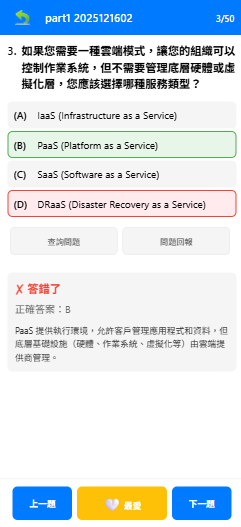 part1 2025121602
3/50
3. 如果您需要一種雲端模式，讓您的組織可以
控制作業系統，但不需要管理底層硬體或虛
擬化層，您應該選擇哪種服務類型？
(A) IaaS (Infrastructure as a Service)
(B) PaaS (Platform as a Service)
(C) SaaS (Software as a Service)
(D) DRaaS (Disaster Recovery as a Service)
查詢問題
問題回報
✗ 答錯了
正確答案：B
PaaS 提供執行環境，允許客戶管理應用程式和資料，但
底層基礎設施（硬體、作業系統、虛擬化等）由雲端提
供商管理。
上一題
最愛
下一題